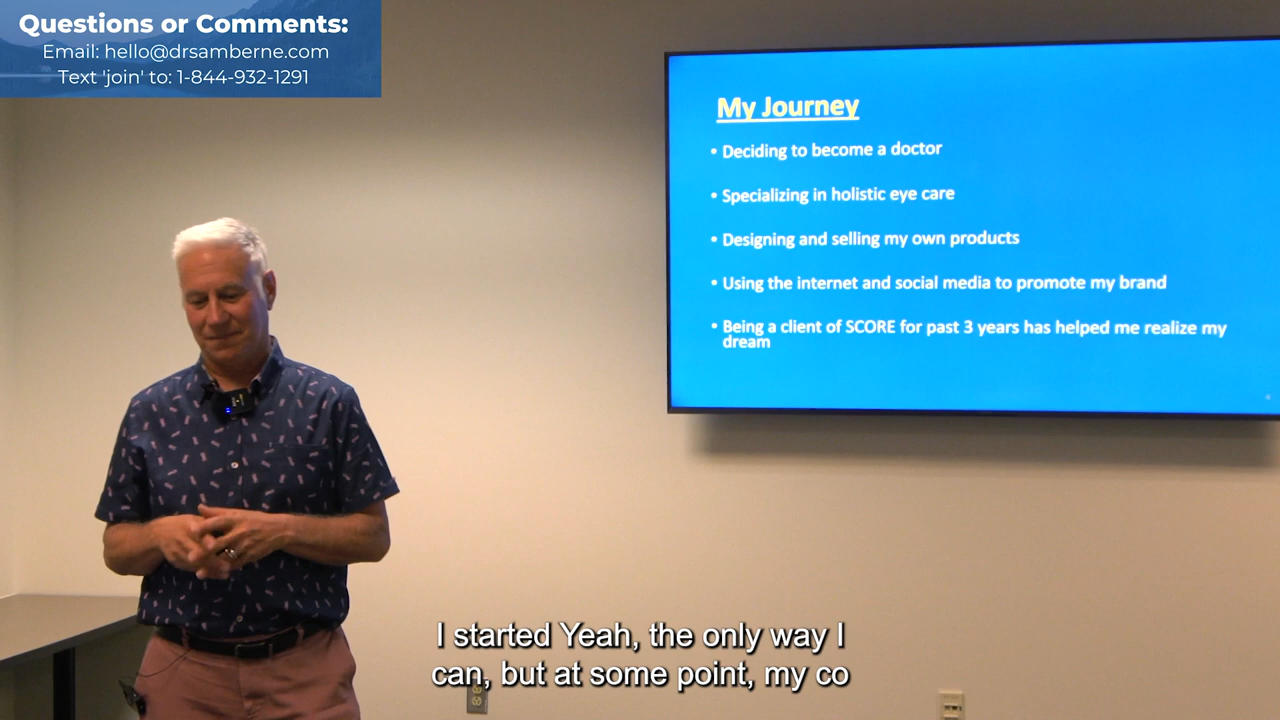 Questions or Comments:
Email: hello@drsamberne.com
Text 'join' to: 1-844-932-1291
My Journey
• Deciding to become a doctor
• Specializing in holistic eye care
• Designing and selling my own products
• Using the internet and social media to promote my brand
• Being a client of SCORE for past 3 years has helped me realize my
dream
I started Yeah, the only way I
can, but at some point, my co